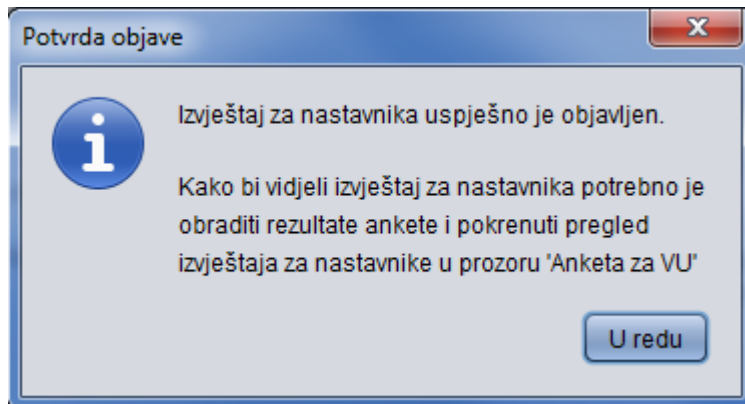 Potvrda objave
Izvještaj za nastavnika uspješno je objavljen.
Kako bi vidjeli izvještaj za nastavnika potrebno je
obraditi rezultate ankete i pokrenuti pregled
izvještaja za nastavnike u prozoru 'Anketa za VU'
U redu